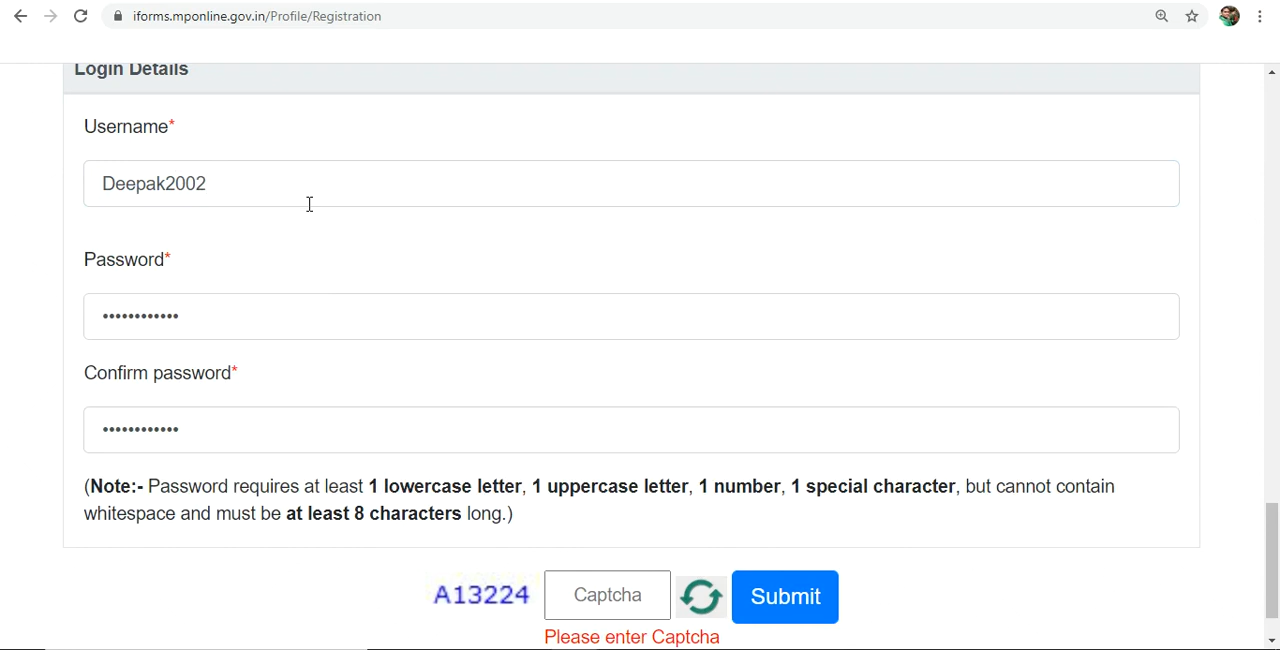 iforms.mponline.gov.in/Profile/Registration
Login Details
Username*
Deepak2002
Password*
••••••••••••
Confirm password*
••••••••••••
(Note:- Password requires at least 1 lowercase letter, 1 uppercase letter, 1 number, 1 special character, but cannot contain
whitespace and must be at least 8 characters long.)
A13224 Captcha Submit
Please enter Captcha